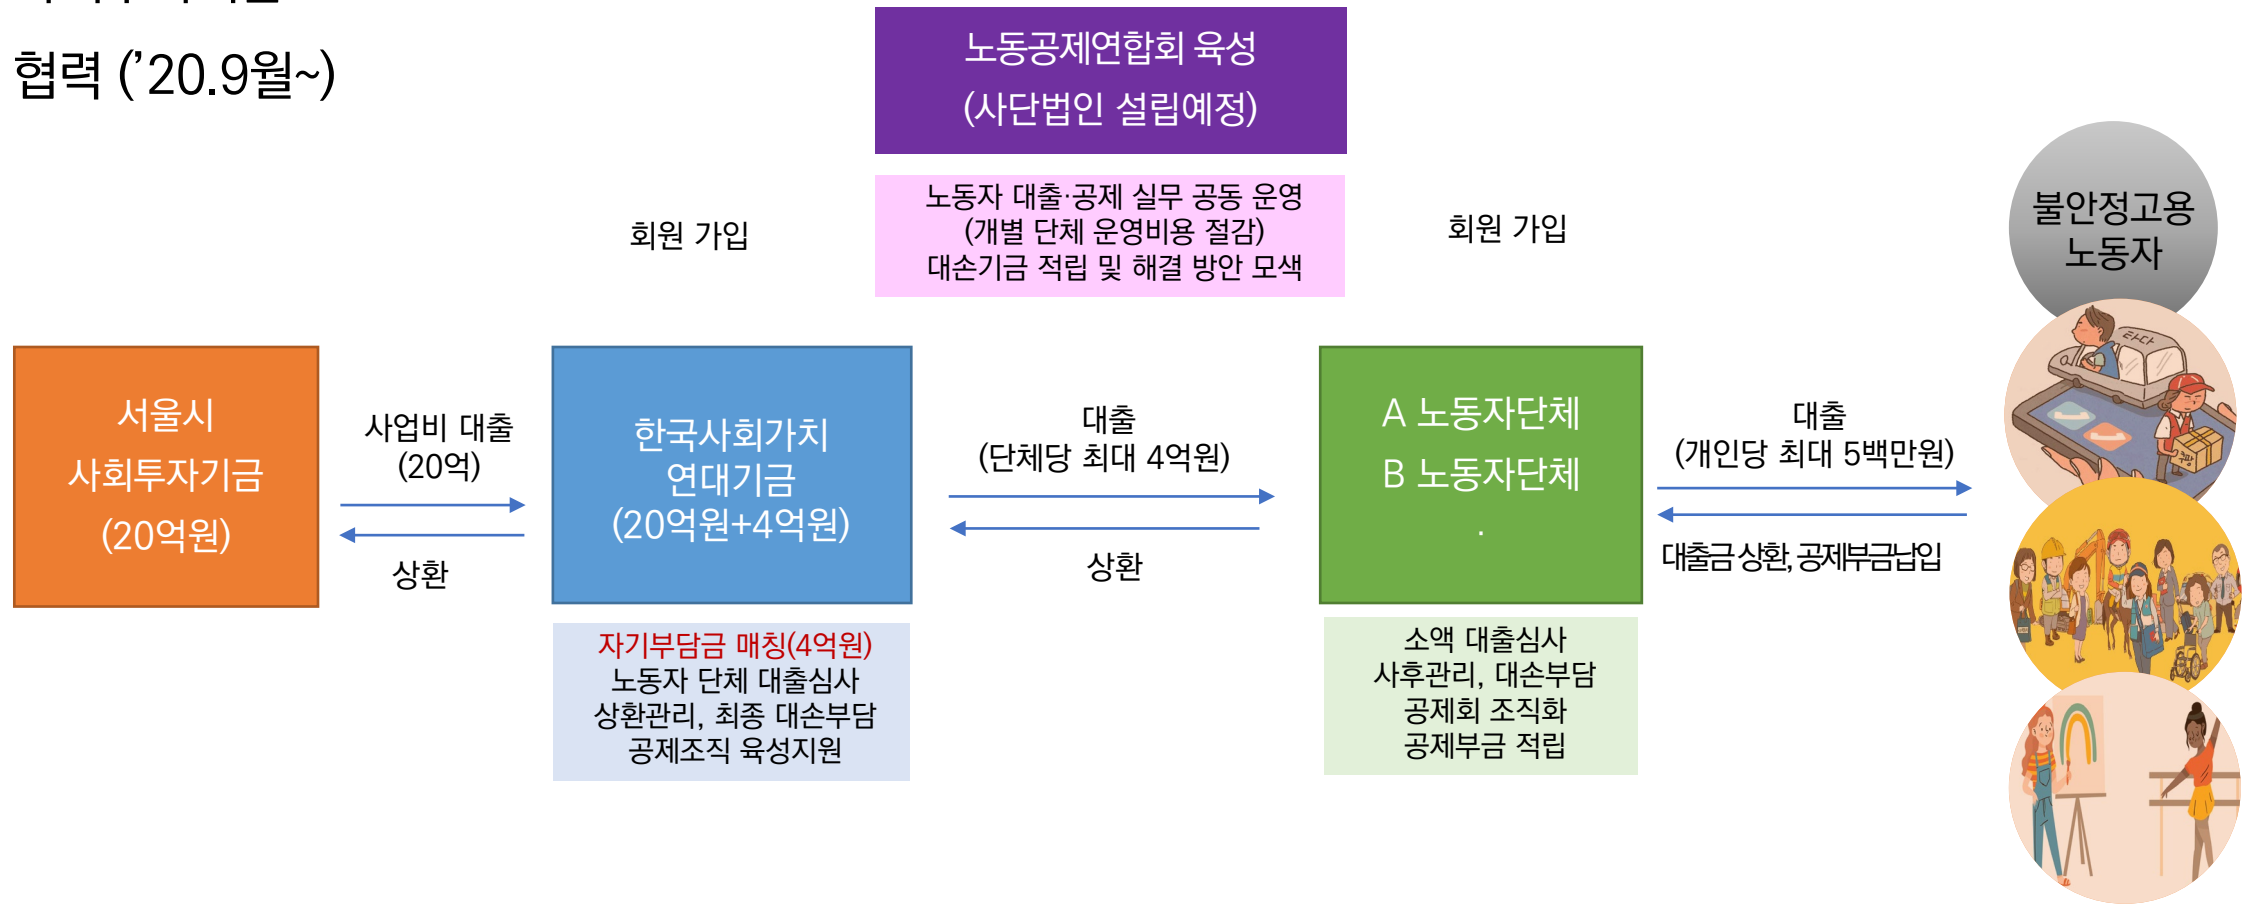 협력 (’20.9월~)
노동공제연합회 육성
(사단법인 설립예정)
노동자 대출·공제 실무 공동 운영
(개별 단체 운영비용 절감)
대손기금 적립 및 해결 방안 모색
회원 가입
회원 가입
불안정고용
노동자
서울시
사회투자기금
(20억원)
사업비 대출
(20억)
상환
한국사회가치
연대기금
(20억원+4억원)
자기부담금 매칭(4억원)
노동자 단체 대출심사
상환관리, 최종 대손부담
공제조직 육성지원
대출
(단체당 최대 4억원)
상환
A 노동자단체
B 노동자단체
.
소액 대출심사
사후관리, 대손부담
공제회 조직화
공제부금 적립
대출
(개인당 최대 5백만원)
대출금 상환, 공제부금납입
타다
쿠팡